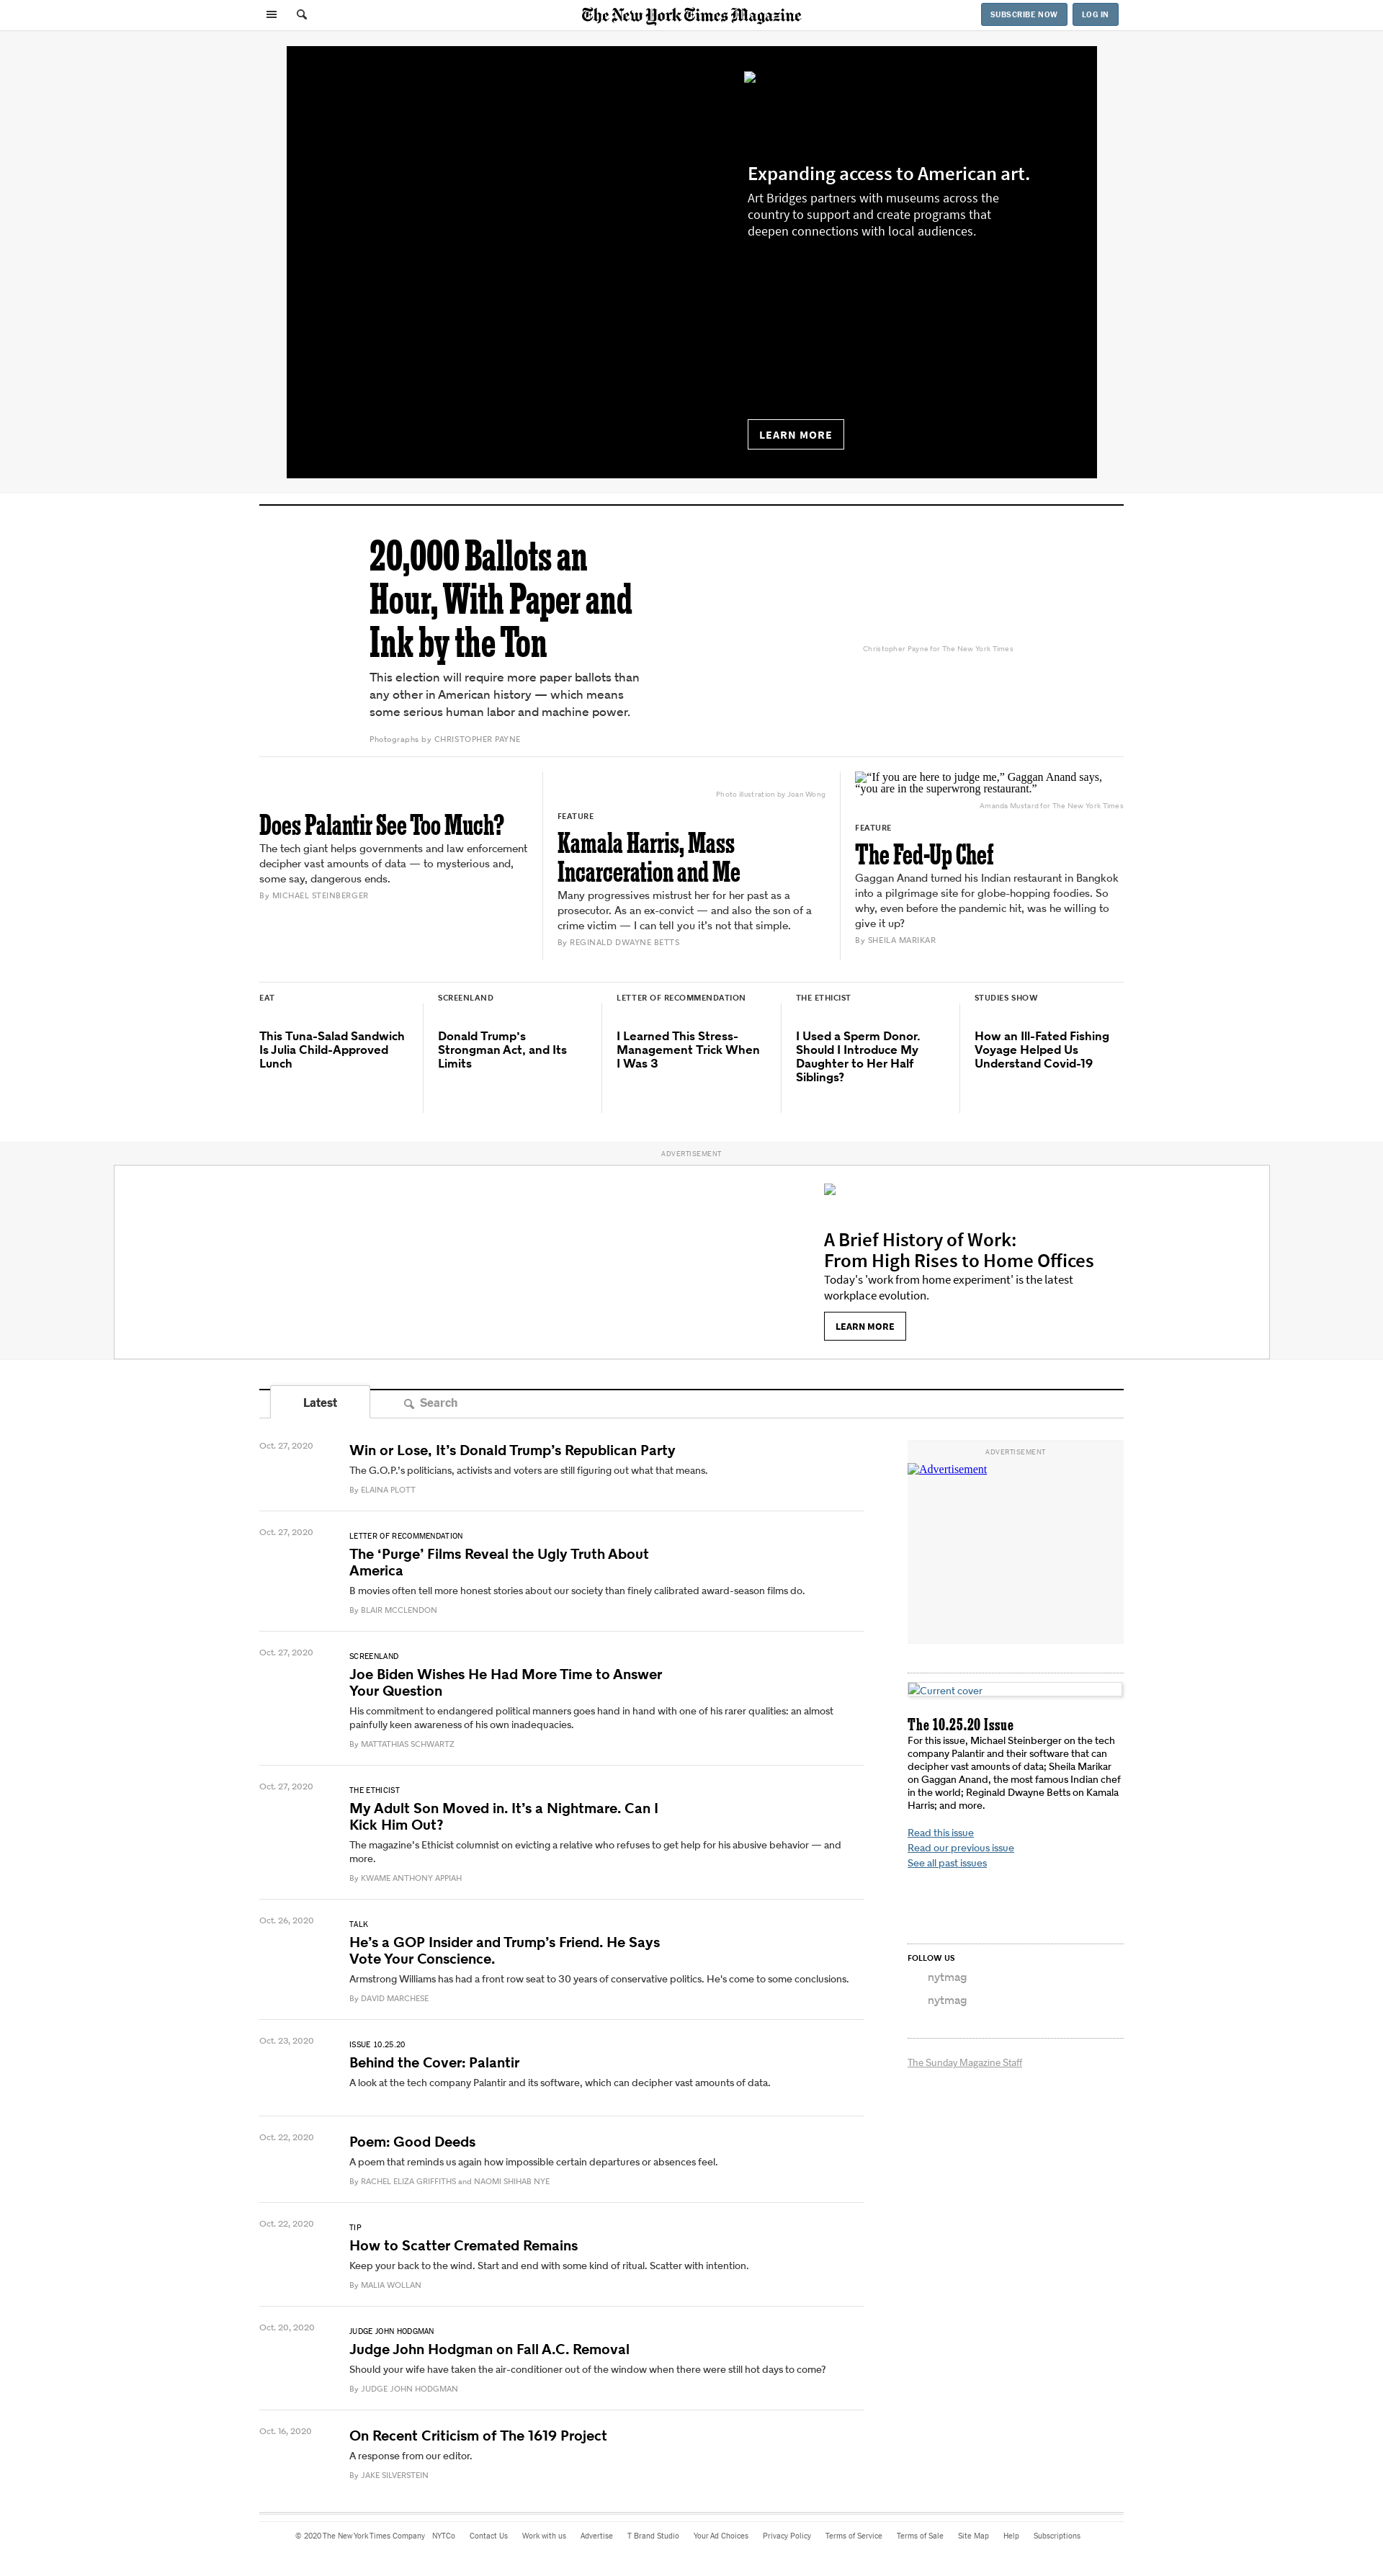 The New York Times Magazine
SUBSCRIBE NOW
LOG IN
Expanding access to American art.
Art Bridges partners with museums across the
country to support and create programs that
deepen connections with local audiences.
LEARN MORE
20,000 Ballots an
Hour, With Paper and
Ink by the Ton
This election will require more paper ballots than
any other in American history — which means
some serious human labor and machine power.
Photographs by CHRISTOPHER PAYNE
Christopher Payne for The New York Times
Does Palantir See Too Much?
The tech giant helps governments and law enforcement
decipher vast amounts of data — to mysterious and,
some say, dangerous ends.
By MICHAEL STEINBERGER
Photo illustration by Joan Wong
FEATURE
Kamala Harris, Mass
Incarceration and Me
Many progressives mistrust her for her past as a
prosecutor. As an ex-convict — and also the son of a
crime victim — I can tell you it’s not that simple.
By REGINALD DWAYNE BETTS
“If you are here to judge me,” Gaggan Anand says,
“you are in the superwrong restaurant.”
Amanda Mustard for The New York Times
FEATURE
The Fed-Up Chef
Gaggan Anand turned his Indian restaurant in Bangkok
into a pilgrimage site for globe-hopping foodies. So
why, even before the pandemic hit, was he willing to
give it up?
By SHEILA MARIKAR
EAT
This Tuna-Salad Sandwich
Is Julia Child-Approved
Lunch
SCREENLAND
Donald Trump’s
Strongman Act, and Its
Limits
LETTER OF RECOMMENDATION
I Learned This Stress-
Management Trick When
I Was 3
THE ETHICIST
I Used a Sperm Donor.
Should I Introduce My
Daughter to Her Half
Siblings?
STUDIES SHOW
How an Ill-Fated Fishing
Voyage Helped Us
Understand Covid-19
ADVERTISEMENT
A Brief History of Work:
From High Rises to Home Offices
Today's 'work from home experiment' is the latest
workplace evolution.
LEARN MORE
Latest
Search
Oct. 27, 2020
Win or Lose, It’s Donald Trump’s Republican Party
The G.O.P.’s politicians, activists and voters are still figuring out what that means.
By ELAINA PLOTT
Oct. 27, 2020
LETTER OF RECOMMENDATION
The ‘Purge’ Films Reveal the Ugly Truth About
America
B movies often tell more honest stories about our society than finely calibrated award-season films do.
By BLAIR MCCLENDON
Oct. 27, 2020
SCREENLAND
Joe Biden Wishes He Had More Time to Answer
Your Question
His commitment to endangered political manners goes hand in hand with one of his rarer qualities: an almost
painfully keen awareness of his own inadequacies.
By MATTATHIAS SCHWARTZ
Oct. 27, 2020
THE ETHICIST
My Adult Son Moved in. It’s a Nightmare. Can I
Kick Him Out?
The magazine’s Ethicist columnist on evicting a relative who refuses to get help for his abusive behavior — and
more.
By KWAME ANTHONY APPIAH
Oct. 26, 2020
TALK
He’s a GOP Insider and Trump’s Friend. He Says
Vote Your Conscience.
Armstrong Williams has had a front row seat to 30 years of conservative politics. He's come to some conclusions.
By DAVID MARCHESE
Oct. 23, 2020
ISSUE 10.25.20
Behind the Cover: Palantir
A look at the tech company Palantir and its software, which can decipher vast amounts of data.
Oct. 22, 2020
Poem: Good Deeds
A poem that reminds us again how impossible certain departures or absences feel.
By RACHEL ELIZA GRIFFITHS and NAOMI SHIHAB NYE
Oct. 22, 2020
TIP
How to Scatter Cremated Remains
Keep your back to the wind. Start and end with some kind of ritual. Scatter with intention.
By MALIA WOLLAN
Oct. 20, 2020
JUDGE JOHN HODGMAN
Judge John Hodgman on Fall A.C. Removal
Should your wife have taken the air-conditioner out of the window when there were still hot days to come?
By JUDGE JOHN HODGMAN
Oct. 16, 2020
On Recent Criticism of The 1619 Project
A response from our editor.
By JAKE SILVERSTEIN
ADVERTISEMENT
Advertisement
Current cover
The 10.25.20 Issue
For this issue, Michael Steinberger on the tech
company Palantir and their software that can
decipher vast amounts of data; Sheila Marikar
on Gaggan Anand, the most famous Indian chef
in the world; Reginald Dwayne Betts on Kamala
Harris; and more.
Read this issue
Read our previous issue
See all past issues
FOLLOW US
nytmag
nytmag
The Sunday Magazine Staff
© 2020 The New York Times Company NYTCo Contact Us Work with us Advertise T Brand Studio Your Ad Choices Privacy Policy Terms of Service Terms of Sale Site Map Help Subscriptions